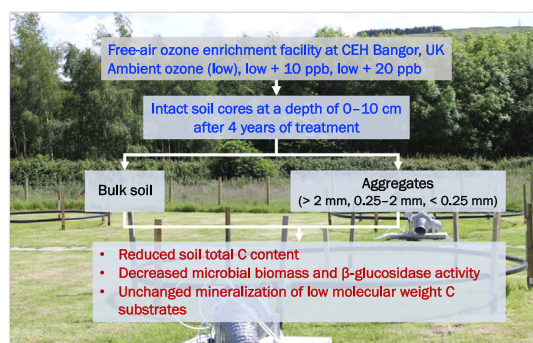 Free-air ozone enrichment facility at CEH Bangor, UK
Ambient ozone (low), low + 10 ppb, low + 20 ppb
Intact soil cores at a depth of 0–10 cm
after 4 years of treatment
Bulk soil
Aggregates
(> 2 mm, 0.25–2 mm, < 0.25 mm)
• Reduced soil total C content
• Decreased microbial biomass and β-glucosidase activity
• Unchanged mineralization of low molecular weight C
substrates